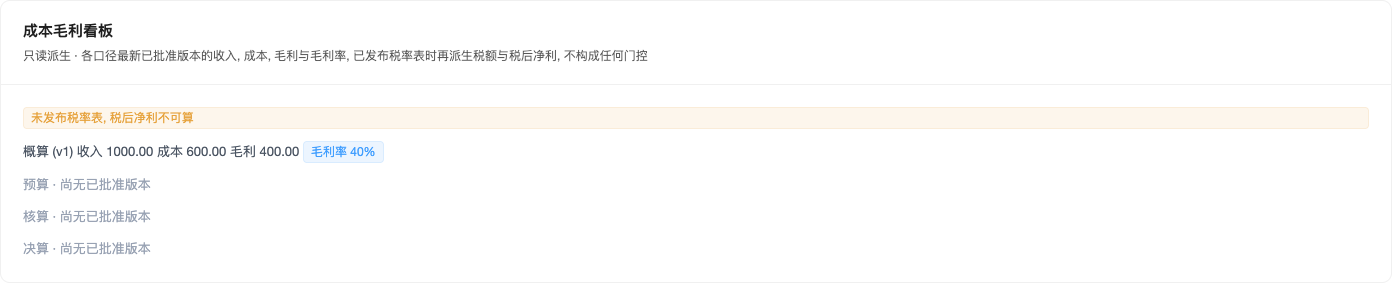 成本毛利看板
只读派生 · 各口径最新已批准版本的收入, 成本, 毛利与毛利率, 已发布税率表时再派生税额与税后净利, 不构成任何门控
未发布税率表, 税后净利不可算
概算 (v1) 收入 1000.00 成本 600.00 毛利 400.00 毛利率 40%
预算 · 尚无已批准版本
核算 · 尚无已批准版本
决算 · 尚无已批准版本